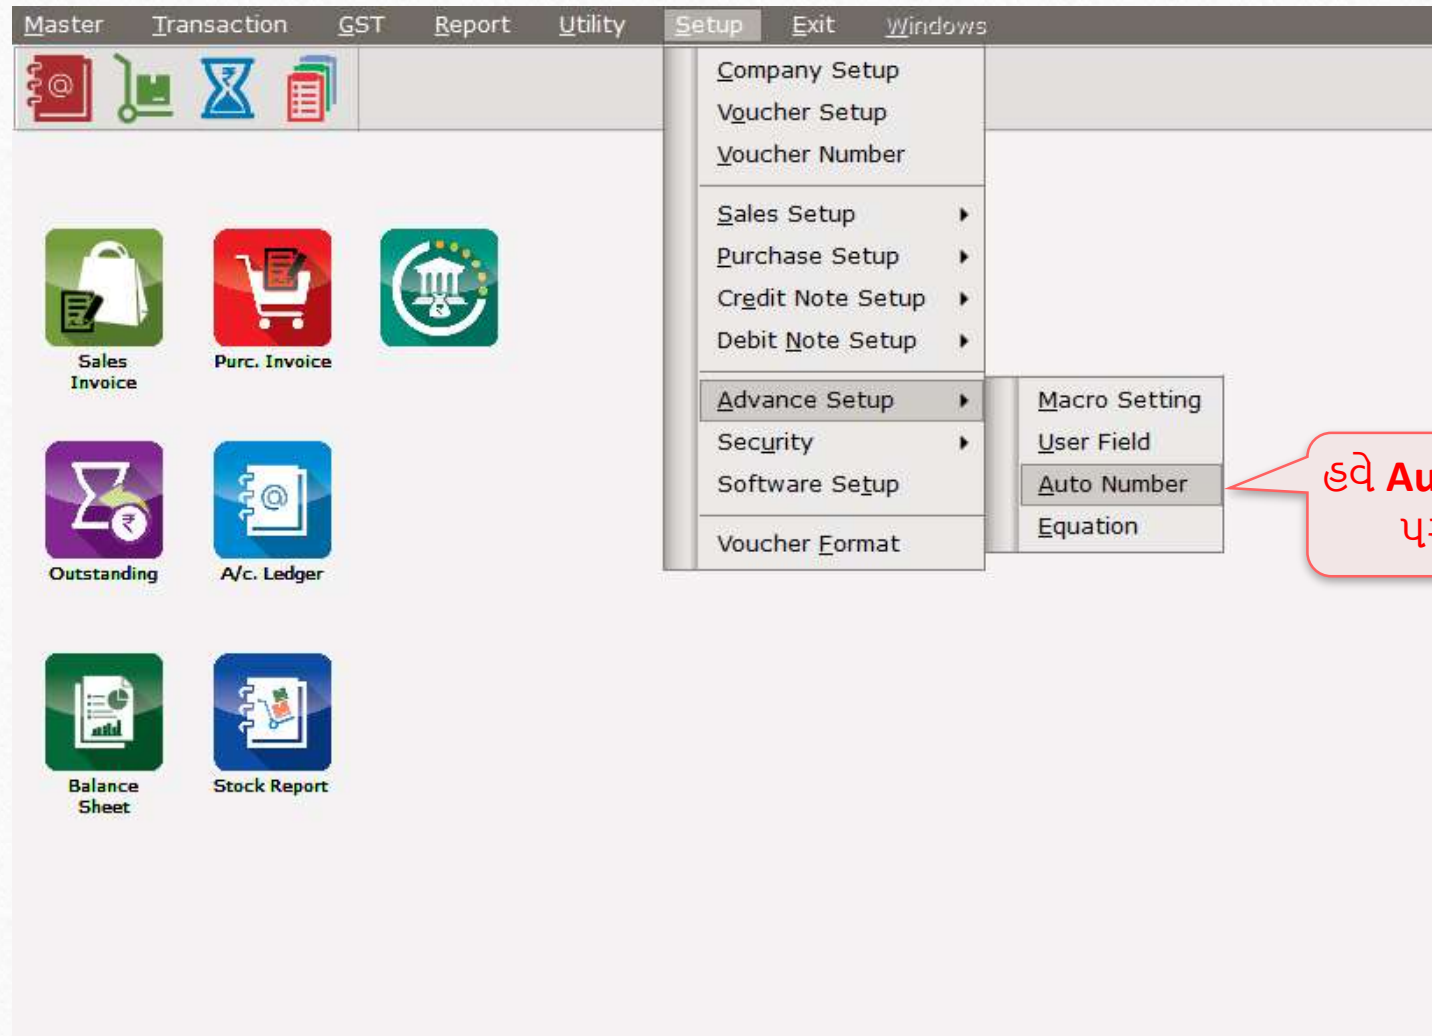 Master Transaction GST Report Utility Setup Exit Windows
Company Setup
Voucher Setup
Voucher Number
Sales Setup
Purchase Setup
Credit Note Setup
Debit Note Setup
Advance Setup
Security
Software Setup
Voucher Format
Macro Setting
User Field
Auto Number
Equation
હવે
Sales
Invoice
Purc. Invoice
Outstanding
A/c. Ledger
Balance
Sheet
Stock Report